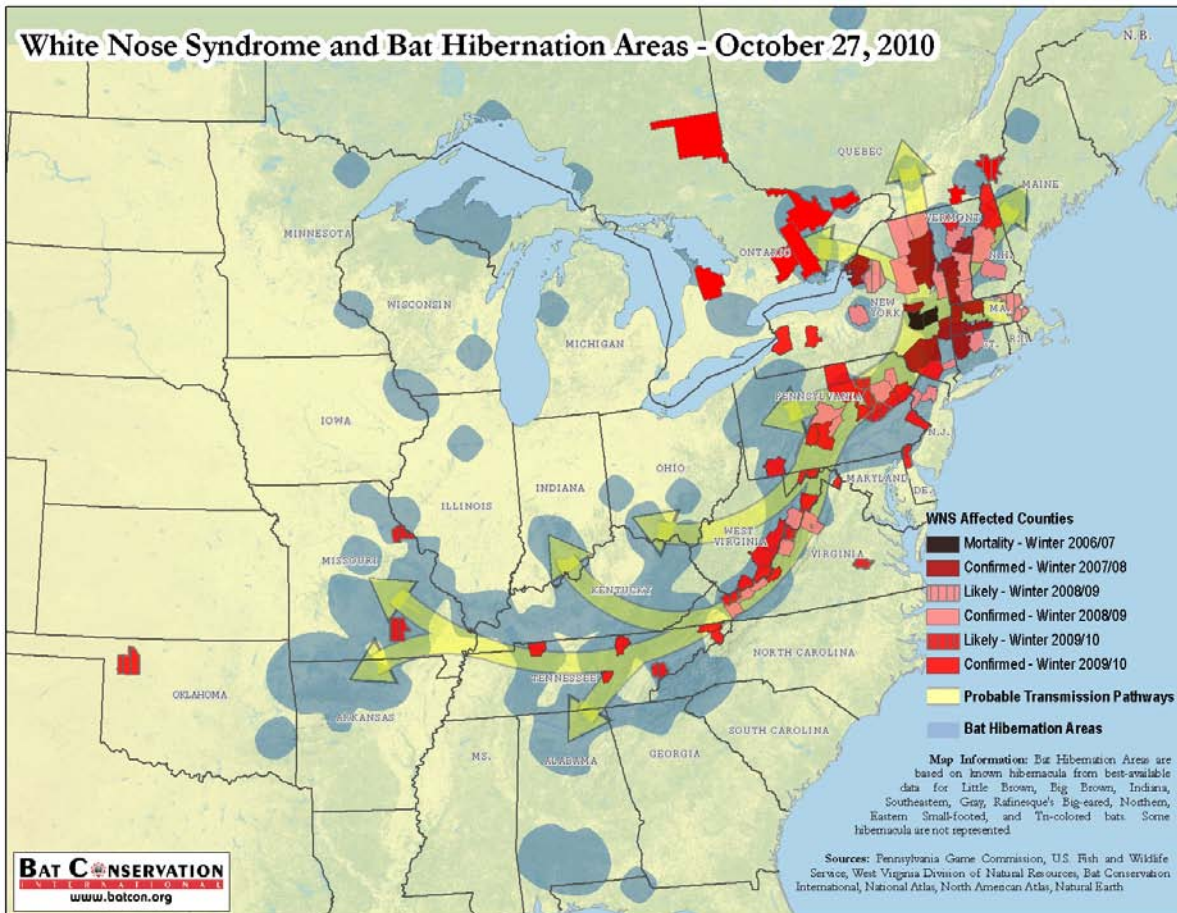 White Nose Syndrome and Bat Hibernation Areas - October 27, 2010
N. B.
QUEBEC
MAINE
VERMONT
MINNESOTA
ONTARIO
N.H.
WISCONSIN
NEW
YORK
MA.
MICHIGAN
CT.
R.I.
PENNSYLVANIA
IOWA
N.J.
OHIO
MARYLAND
DE.
ILLINOIS
INDIANA
WEST
VIRGINIA
VIRGINIA
MISSOURI
KENTUCKY
NORTH CAROLINA
TENNESSEE
OKLAHOMA
ARKANSAS
SOUTH CAROLINA
MS.
ALABAMA
GEORGIA
WNS Affected Counties
Mortality - Winter 2006/07
Confirmed - Winter 2007/08
Likely - Winter 2008/09
Confirmed - Winter 2008/09
Likely - Winter 2009/10
Confirmed - Winter 2009/10
Probable Transmission Pathways
Bat Hibernation Areas
Map Information: Bat Hibernation Areas are
based on known hibernacula from best-available
data for Little Brown, Big Brown, Indiana,
Southeastern, Gray, Rafinesque's Big-eared, Northern,
Eastern Small-footed, and Tri-colored bats. Some
hibernacula are not represented
Sources: Pennsylvania Game Commission, U.S. Fish and Wildlife
Service, West Virginia Division of Natural Resources, Bat Conservation
International, National Atlas, North American Atlas, Natural Earth
BAT CONSERVATION
INTERNATIONAL
www.batcon.org